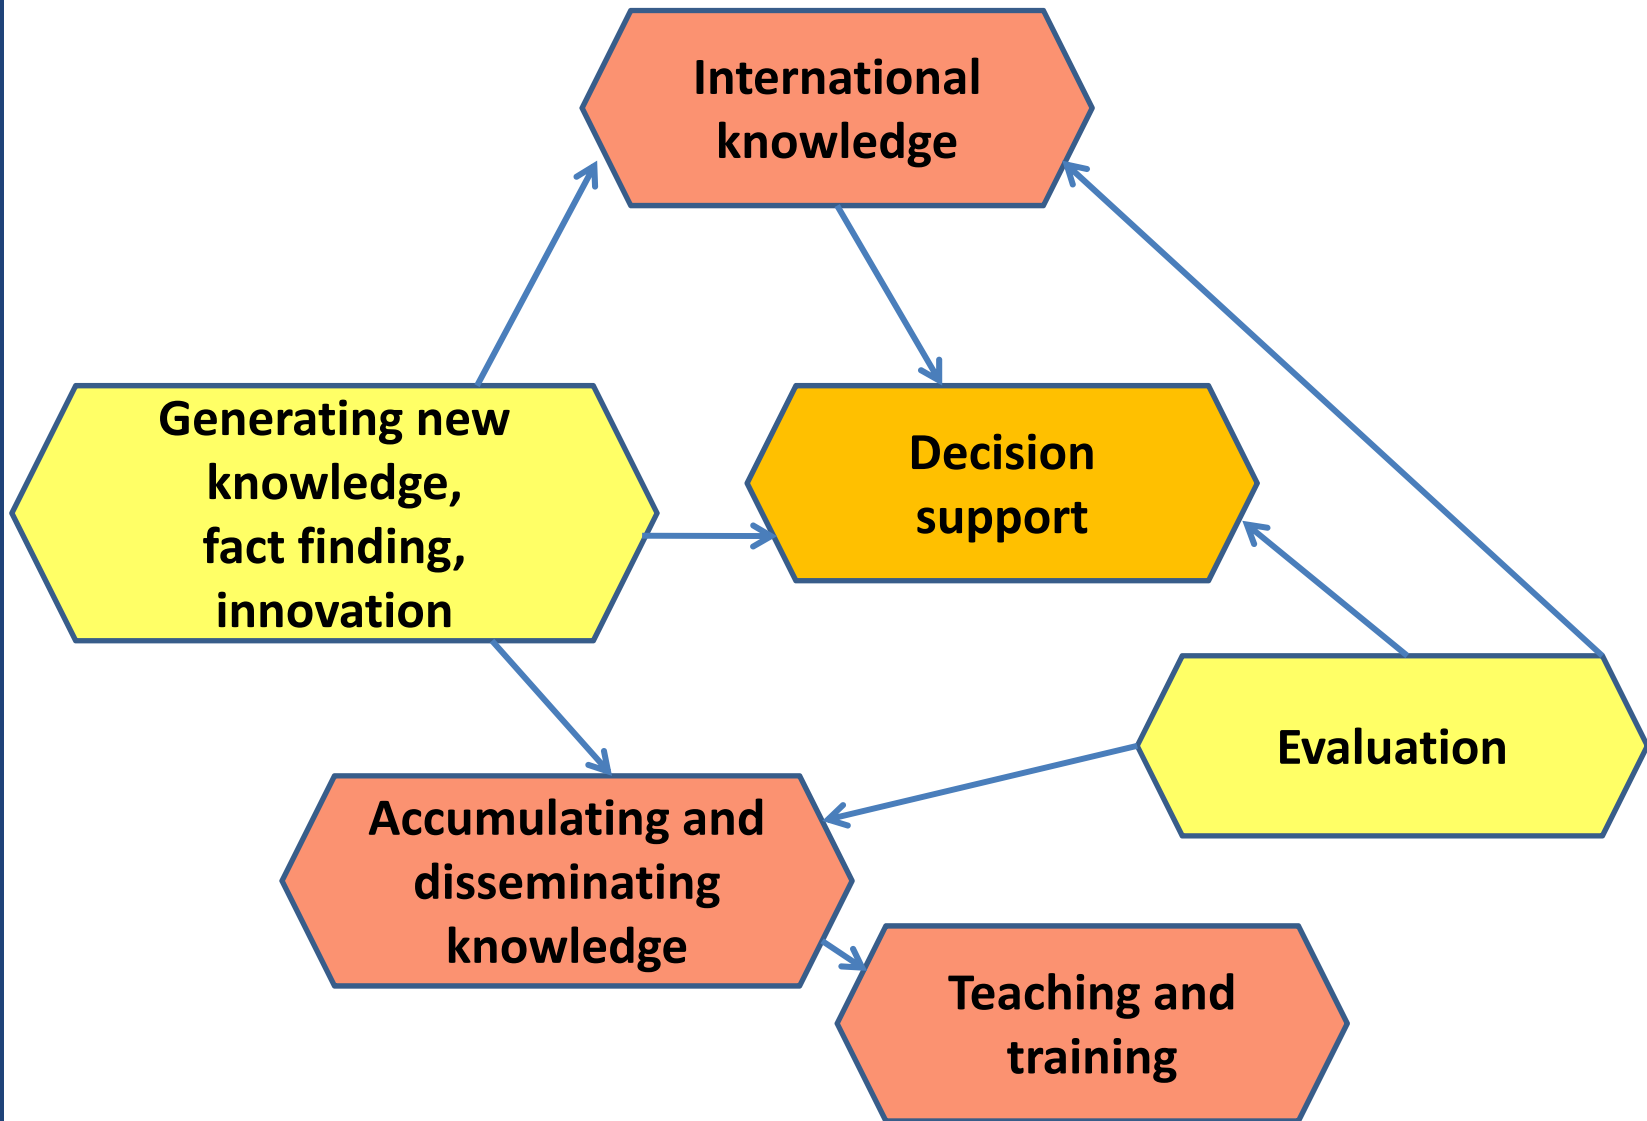 International
knowledge
Generating new
knowledge,
fact finding,
innovation
Decision
support
Evaluation
Accumulating and
disseminating
knowledge
Teaching and
training